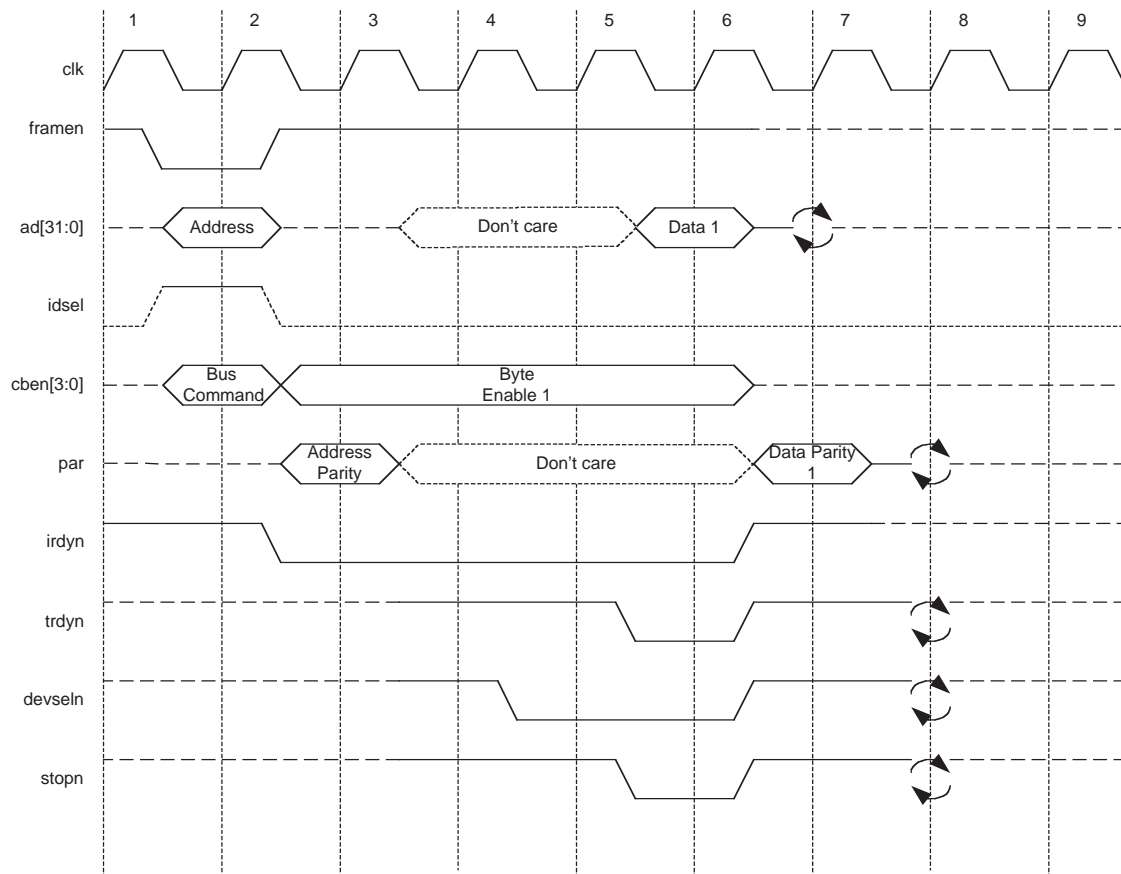 1 2 3 4 5 6 7 8 9
clk
framen
ad[31:0] Address Don't care Data 1
idsel
cben[3:0] Bus Command Byte Enable 1
par Address Parity Don't care Data Parity 1
irdyn
trdyn
devseln
stopn